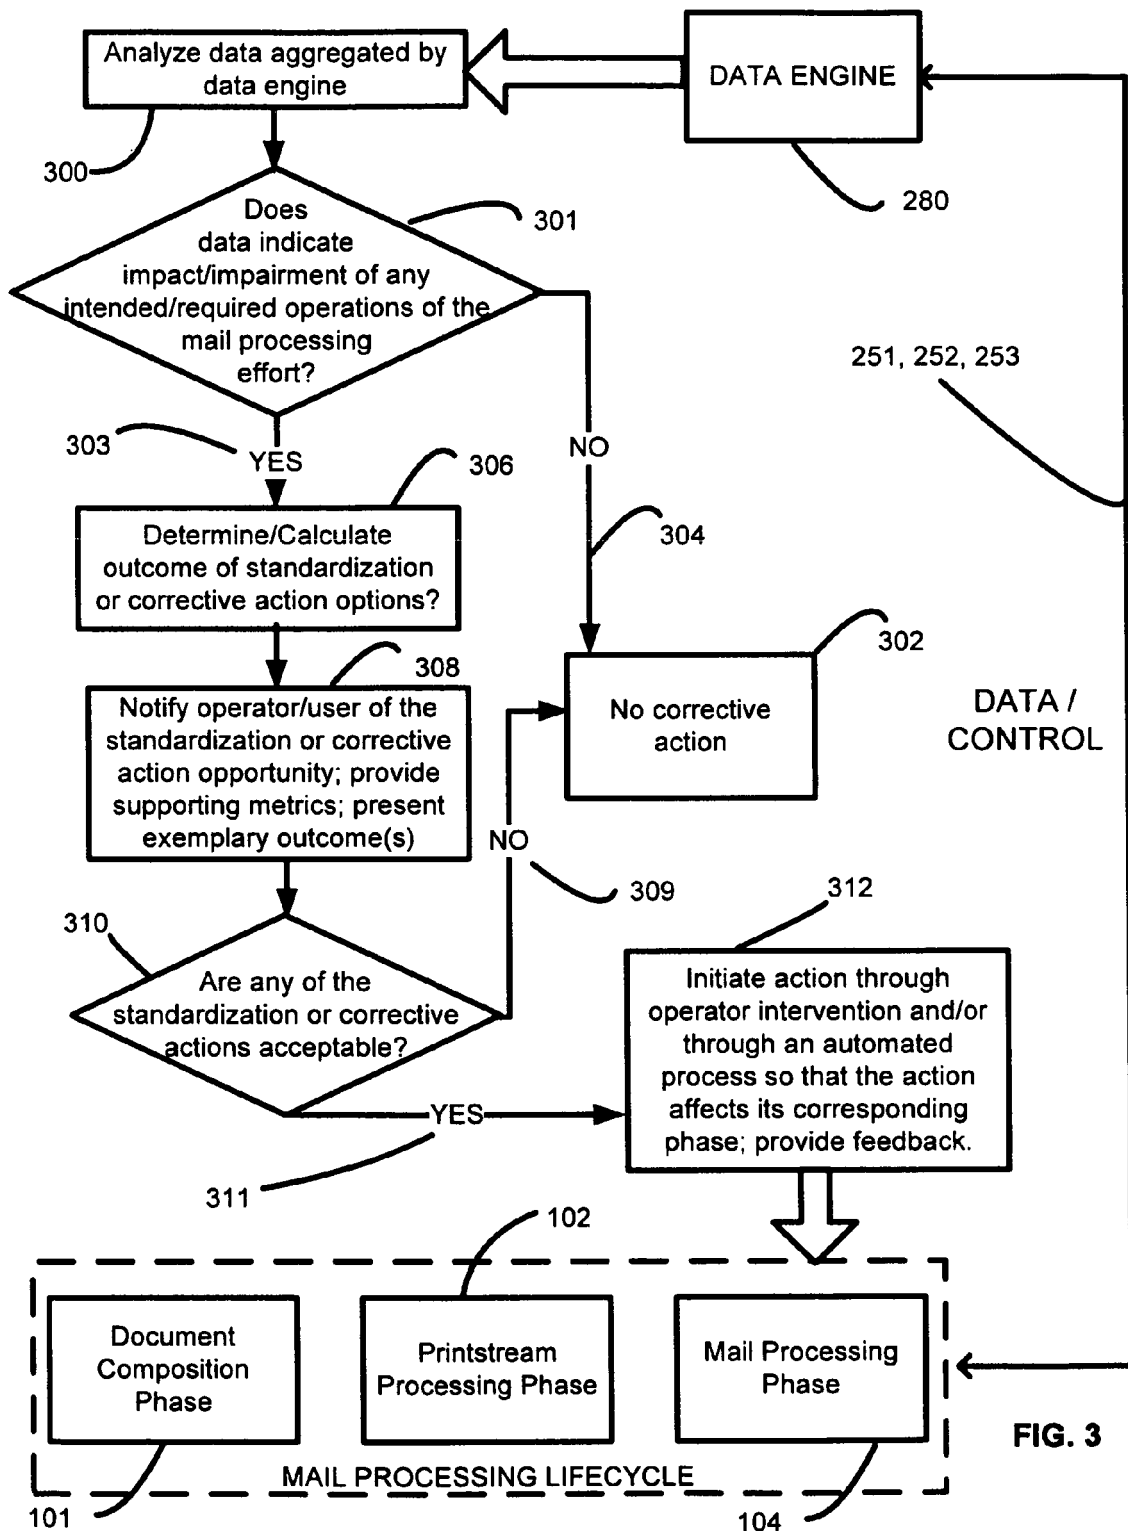 Analyze data aggregated by
data engine
DATA ENGINE
300
280
Does
data indicate
impact/impairment of any
intended/required operations of the
mail processing
effort?
301
251, 252, 253
303
YES
NO
306
Determine/Calculate
outcome of standardization
or corrective action options?
304
302
308
No corrective
action
DATA /
CONTROL
Notify operator/user of the
standardization or corrective
action opportunity; provide
supporting metrics; present
exemplary outcome(s)
NO
309
310
312
Are any of the
standardization or corrective
actions acceptable?
Initiate action through
operator intervention and/or
through an automated
process so that the action
affects its corresponding
phase; provide feedback.
YES
311
102
Document
Composition
Phase
Printstream
Processing Phase
Mail Processing
Phase
FIG. 3
MAIL PROCESSING LIFECYCLE
101
104